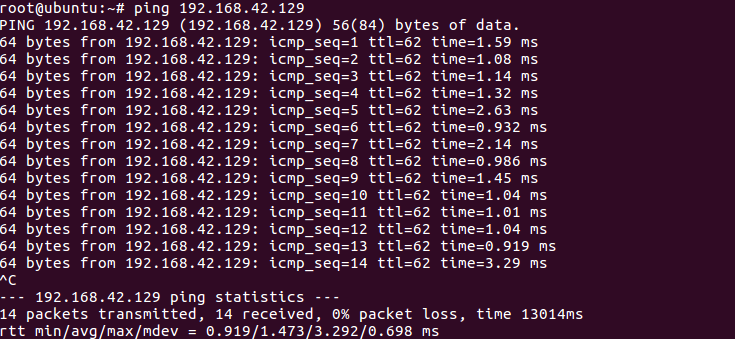 root@ubuntu:~# ping 192.168.42.129
PING 192.168.42.129 (192.168.42.129) 56(84) bytes of data.
64 bytes from 192.168.42.129: icmp_seq=1 ttl=62 time=1.59 ms
64 bytes from 192.168.42.129: icmp_seq=2 ttl=62 time=1.08 ms
64 bytes from 192.168.42.129: icmp_seq=3 ttl=62 time=1.14 ms
64 bytes from 192.168.42.129: icmp_seq=4 ttl=62 time=1.32 ms
64 bytes from 192.168.42.129: icmp_seq=5 ttl=62 time=2.63 ms
64 bytes from 192.168.42.129: icmp_seq=6 ttl=62 time=0.932 ms
64 bytes from 192.168.42.129: icmp_seq=7 ttl=62 time=2.14 ms
64 bytes from 192.168.42.129: icmp_seq=8 ttl=62 time=0.986 ms
64 bytes from 192.168.42.129: icmp_seq=9 ttl=62 time=1.45 ms
64 bytes from 192.168.42.129: icmp_seq=10 ttl=62 time=1.04 ms
64 bytes from 192.168.42.129: icmp_seq=11 ttl=62 time=1.01 ms
64 bytes from 192.168.42.129: icmp_seq=12 ttl=62 time=1.04 ms
64 bytes from 192.168.42.129: icmp_seq=13 ttl=62 time=0.919 ms
64 bytes from 192.168.42.129: icmp_seq=14 ttl=62 time=3.29 ms
^C
--- 192.168.42.129 ping statistics ---
14 packets transmitted, 14 received, 0% packet loss, time 13014ms
rtt min/avg/max/mdev = 0.919/1.473/3.292/0.698 ms